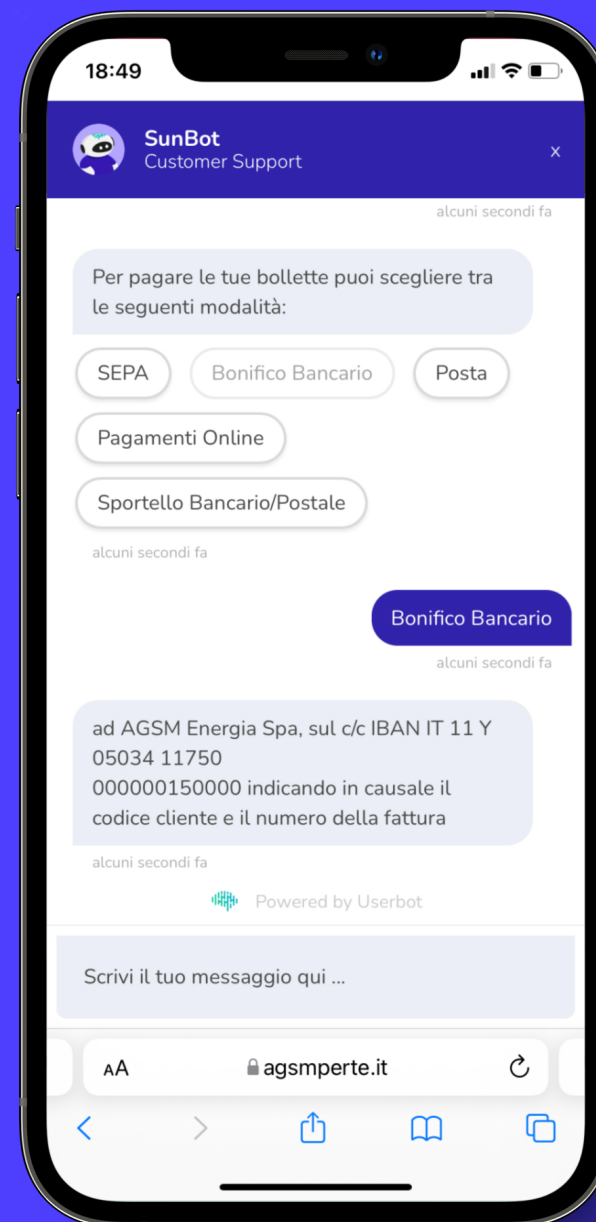 18:49
SunBot
Customer Support
x
alcuni secondi fa
Per pagare le tue bollette puoi scegliere tra
le seguenti modalità:
SEPA
Bonifico Bancario
Posta
Pagamenti Online
Sportello Bancario/Postale
alcuni secondi fa
Bonifico Bancario
alcuni secondi fa
ad AGSM Energia Spa, sul c/c IBAN IT 11 Y
05034 11750
000000150000 indicando in causale il
codice cliente e il numero della fattura
alcuni secondi fa
Powered by Userbot
Scrivi il tuo messaggio qui ...
AA
agsmperte.it